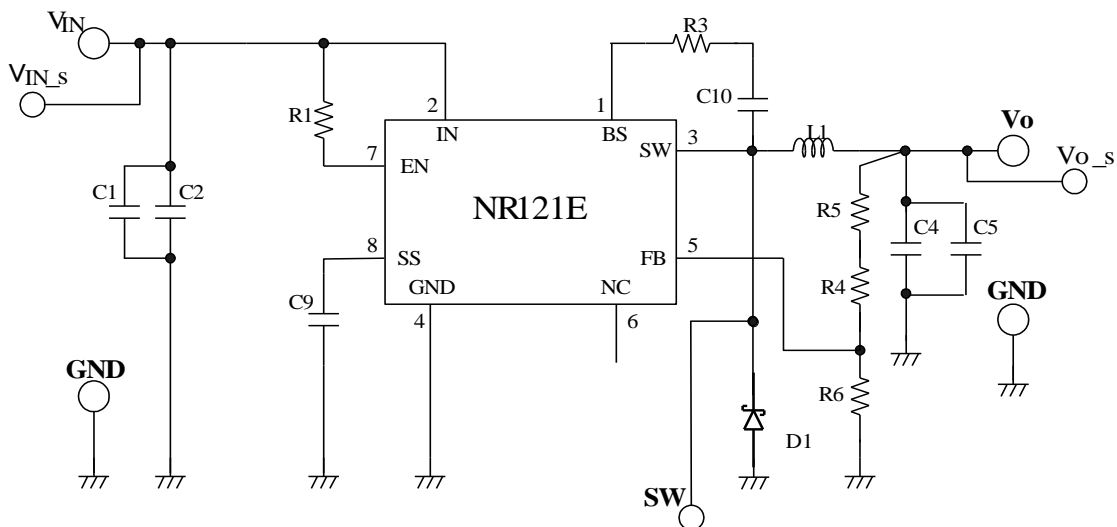 VIN
VIN_S
R1
2
IN
7
EN
1
BS
R3
C10
SW
3
L1
Vo
Vo_s
NR121E
C1
C2
8
SS
C9
GND
4
NC
6
FB
5
R5
R4
R6
C4
C5
GND
GND
D1
SW